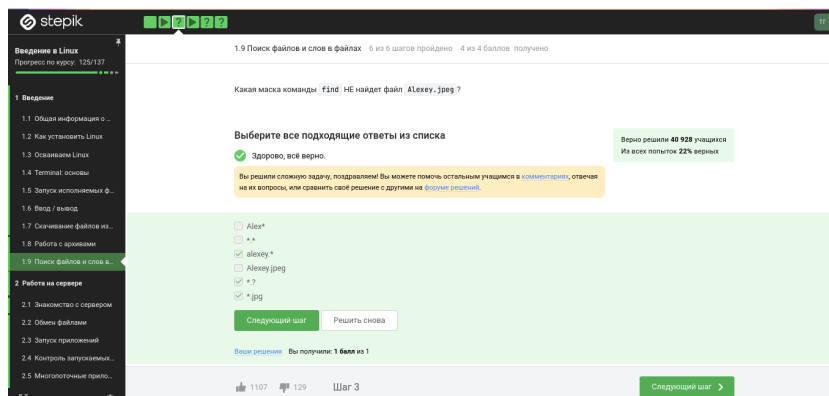 stepik
ТГ
Введение в Linux
Прогресс по курсу: 125/137
1 Введение
1.1 Общая информация о ...
1.2 Как установить Linux
1.3 Осваиваем Linux
1.4 Terminal: основы
1.5 Запуск исполняемых ф...
1.6 Ввод / вывод
1.7 Скачивание файлов из...
1.8 Работа с архивами
1.9 Поиск файлов и слов в...
2 Работа на сервере
2.1 Знакомство с сервером
2.2 Обмен файлами
2.3 Запуск приложений
2.4 Контроль запускаемых...
2.5 Многопоточные прило...
1.9 Поиск файлов и слов в файлах 6 из 6 шагов пройдено 4 из 4 баллов получено
Какая маска команды find НЕ найдет файл Alexey.jpeg ?
Выберите все подходящие ответы из списка
Здорово, всё верно.
Верно решили 40 928 учащихся
Из всех попыток 22% верных
Вы решили сложную задачу, поздравляем! Вы можете помочь остальным учащимся в комментариях, отвечая
на их вопросы, или сравнить своё решение с другими на форуме решений.
Alex*
*.*
alexey.*
Alexey.jpeg
*.?
*.jpg
Следующий шаг
Решить снова
Ваши решения Вы получили: 1 балл из 1
1107
129
Шаг 3
Следующий шаг